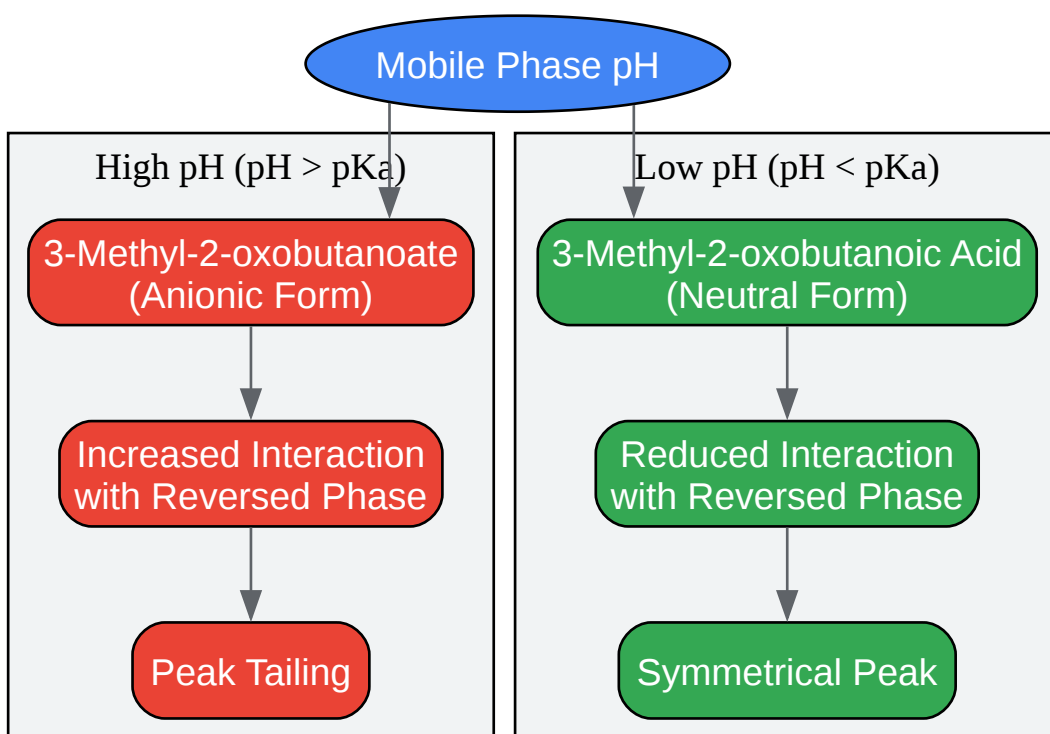 Mobile Phase pH
High pH (pH > pKa)
3-Methyl-2-oxobutanoate
(Anionic Form)
Increased Interaction
with Reversed Phase
Peak Tailing
Low pH (pH < pKa)
3-Methyl-2-oxobutanoic Acid
(Neutral Form)
Reduced Interaction
with Reversed Phase
Symmetrical Peak